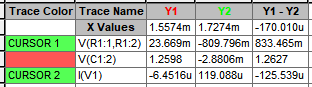 Trace Color Trace Name Y1 Y2 Y1 - Y2
X Values 1.5574m 1.7274m -170.010u
CURSOR 1 V(R1:1,R1:2) 23.669m -809.796m 833.465m
V(C1:2) 1.2598 -2.8806m 1.2627
CURSOR 2 I(V1) -6.4516u 119.088u -125.539u